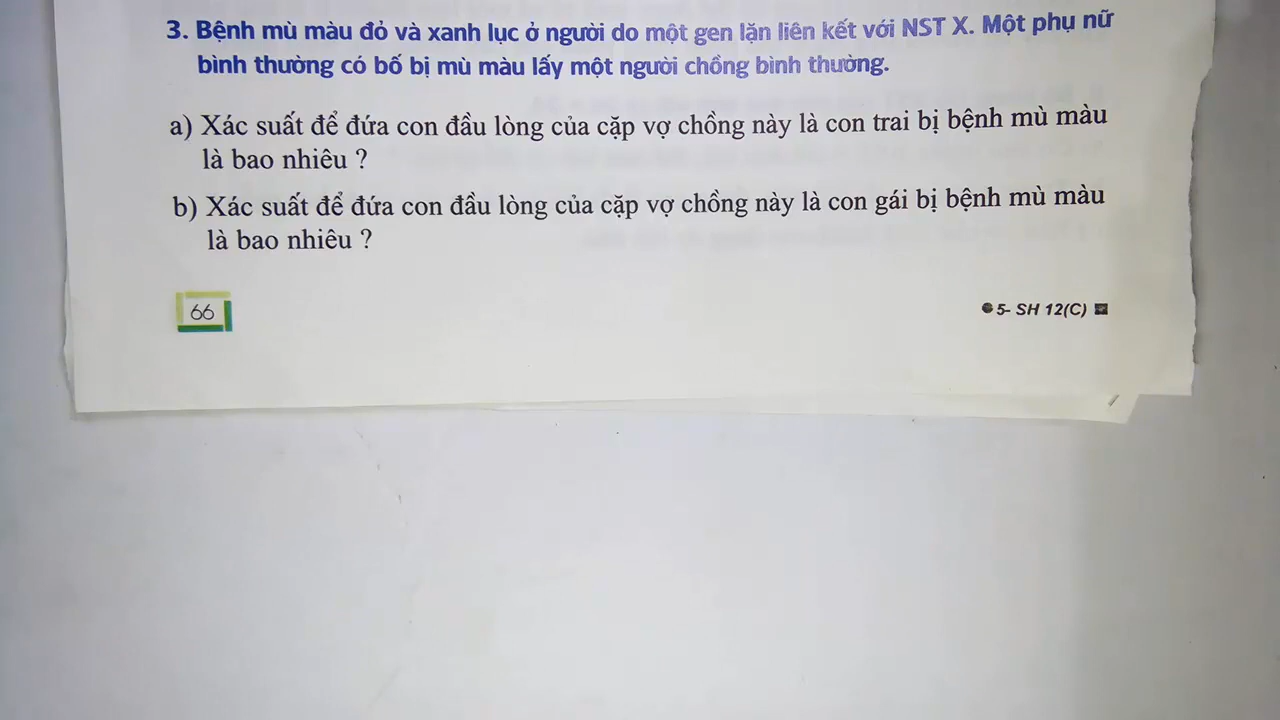 3. Bệnh mù màu đỏ và xanh lục ở người do một gen lặn liên kết với NST X. Một phụ nữ
bình thường có bố bị mù màu lấy một người chồng bình thường.
a) Xác suất để đứa con đầu lòng của cặp vợ chồng này là con trai bị bệnh mù màu
là bao nhiêu ?
b) Xác suất để đứa con đầu lòng của cặp vợ chồng này là con gái bị bệnh mù màu
là bao nhiêu ?
66
5- SH 12(C)